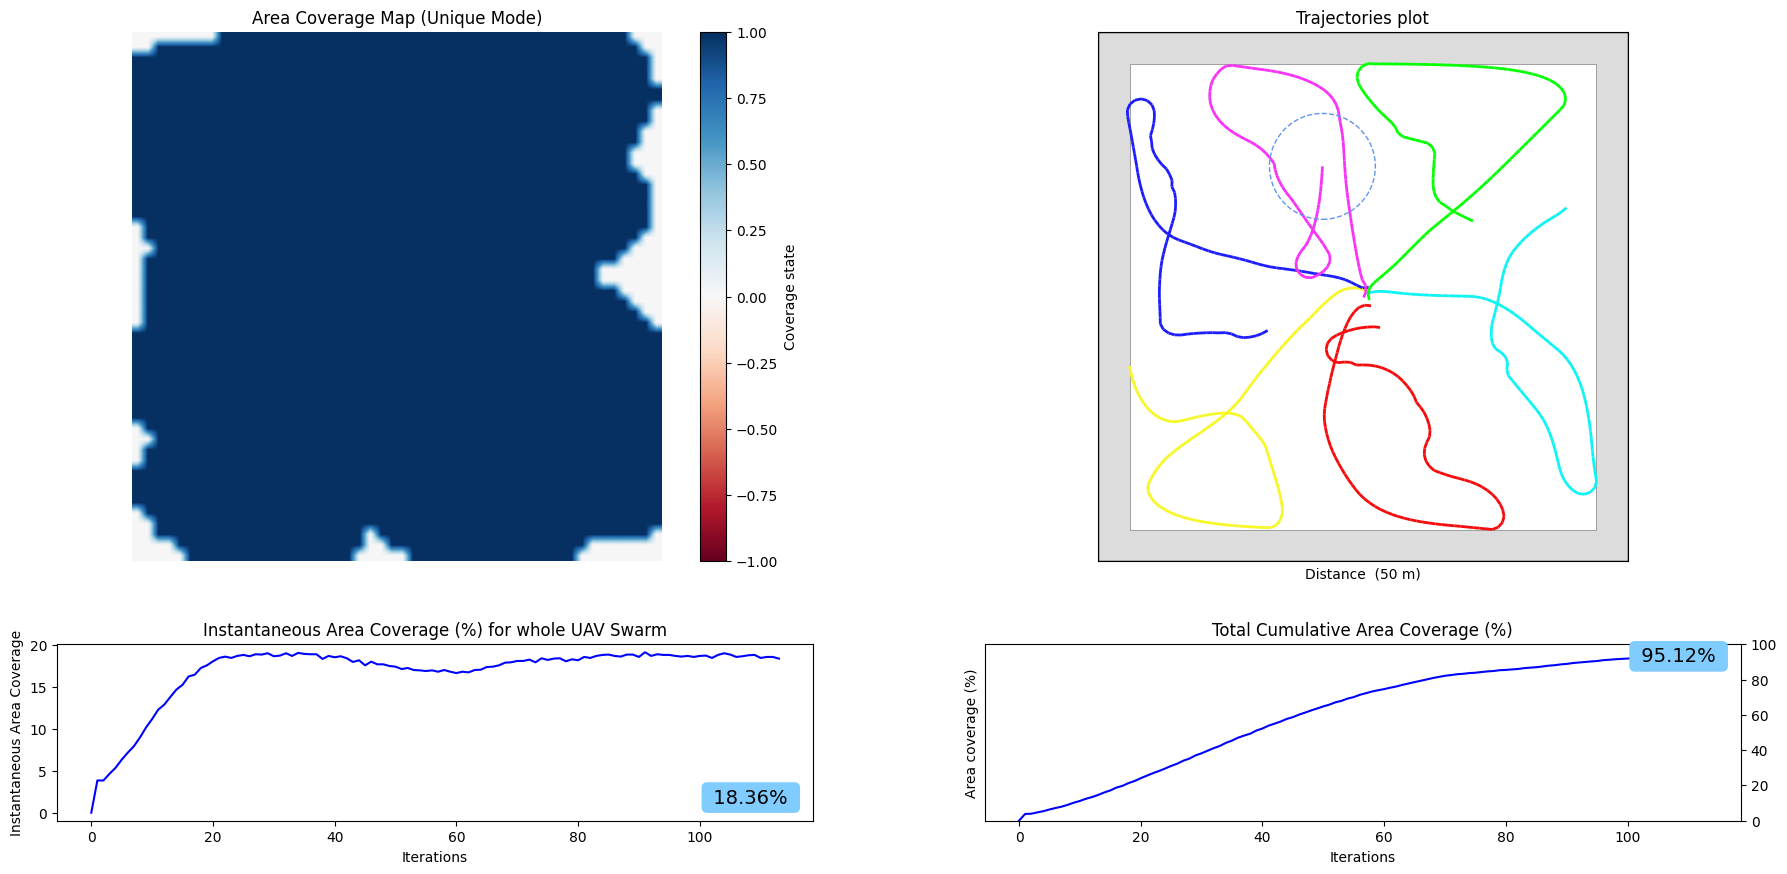 Area Coverage Map (Unique Mode)
1.00
0.75
0.50
0.25
0.00
−0.25
−0.50
−0.75
−1.00
Coverage state
Trajectories plot
Distance  (50 m)
Instantaneous Area Coverage (%) for whole UAV Swarm
Instantaneous Area Coverage
20
15
10
5
0
18.36%
0 20 40 60 80 100
Iterations
Total Cumulative Area Coverage (%)
Area coverage (%)
95.12%
100
80
60
40
20
0
0 20 40 60 80 100
Iterations